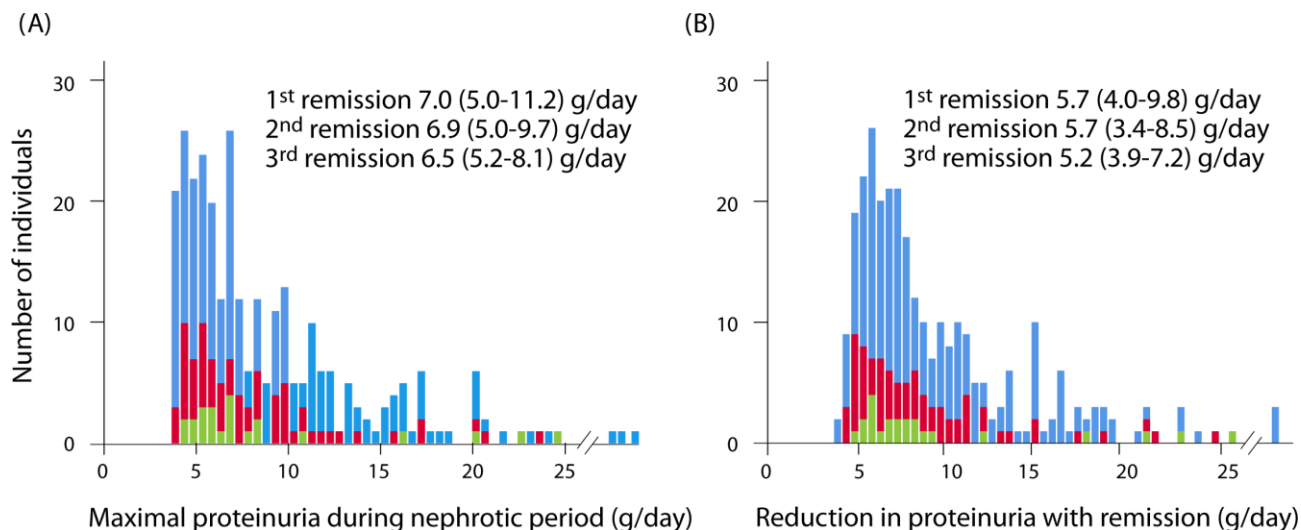 (A)
30
20
10
0
Number of individuals
1st remission 7.0 (5.0-11.2) g/day
2nd remission 6.9 (5.0-9.7) g/day
3rd remission 6.5 (5.2-8.1) g/day
0 5 10 15 20 25
Maximal proteinuria during nephrotic period (g/day)
(B)
30
20
10
0
1st remission 5.7 (4.0-9.8) g/day
2nd remission 5.7 (3.4-8.5) g/day
3rd remission 5.2 (3.9-7.2) g/day
0 5 10 15 20 25
Reduction in proteinuria with remission (g/day)